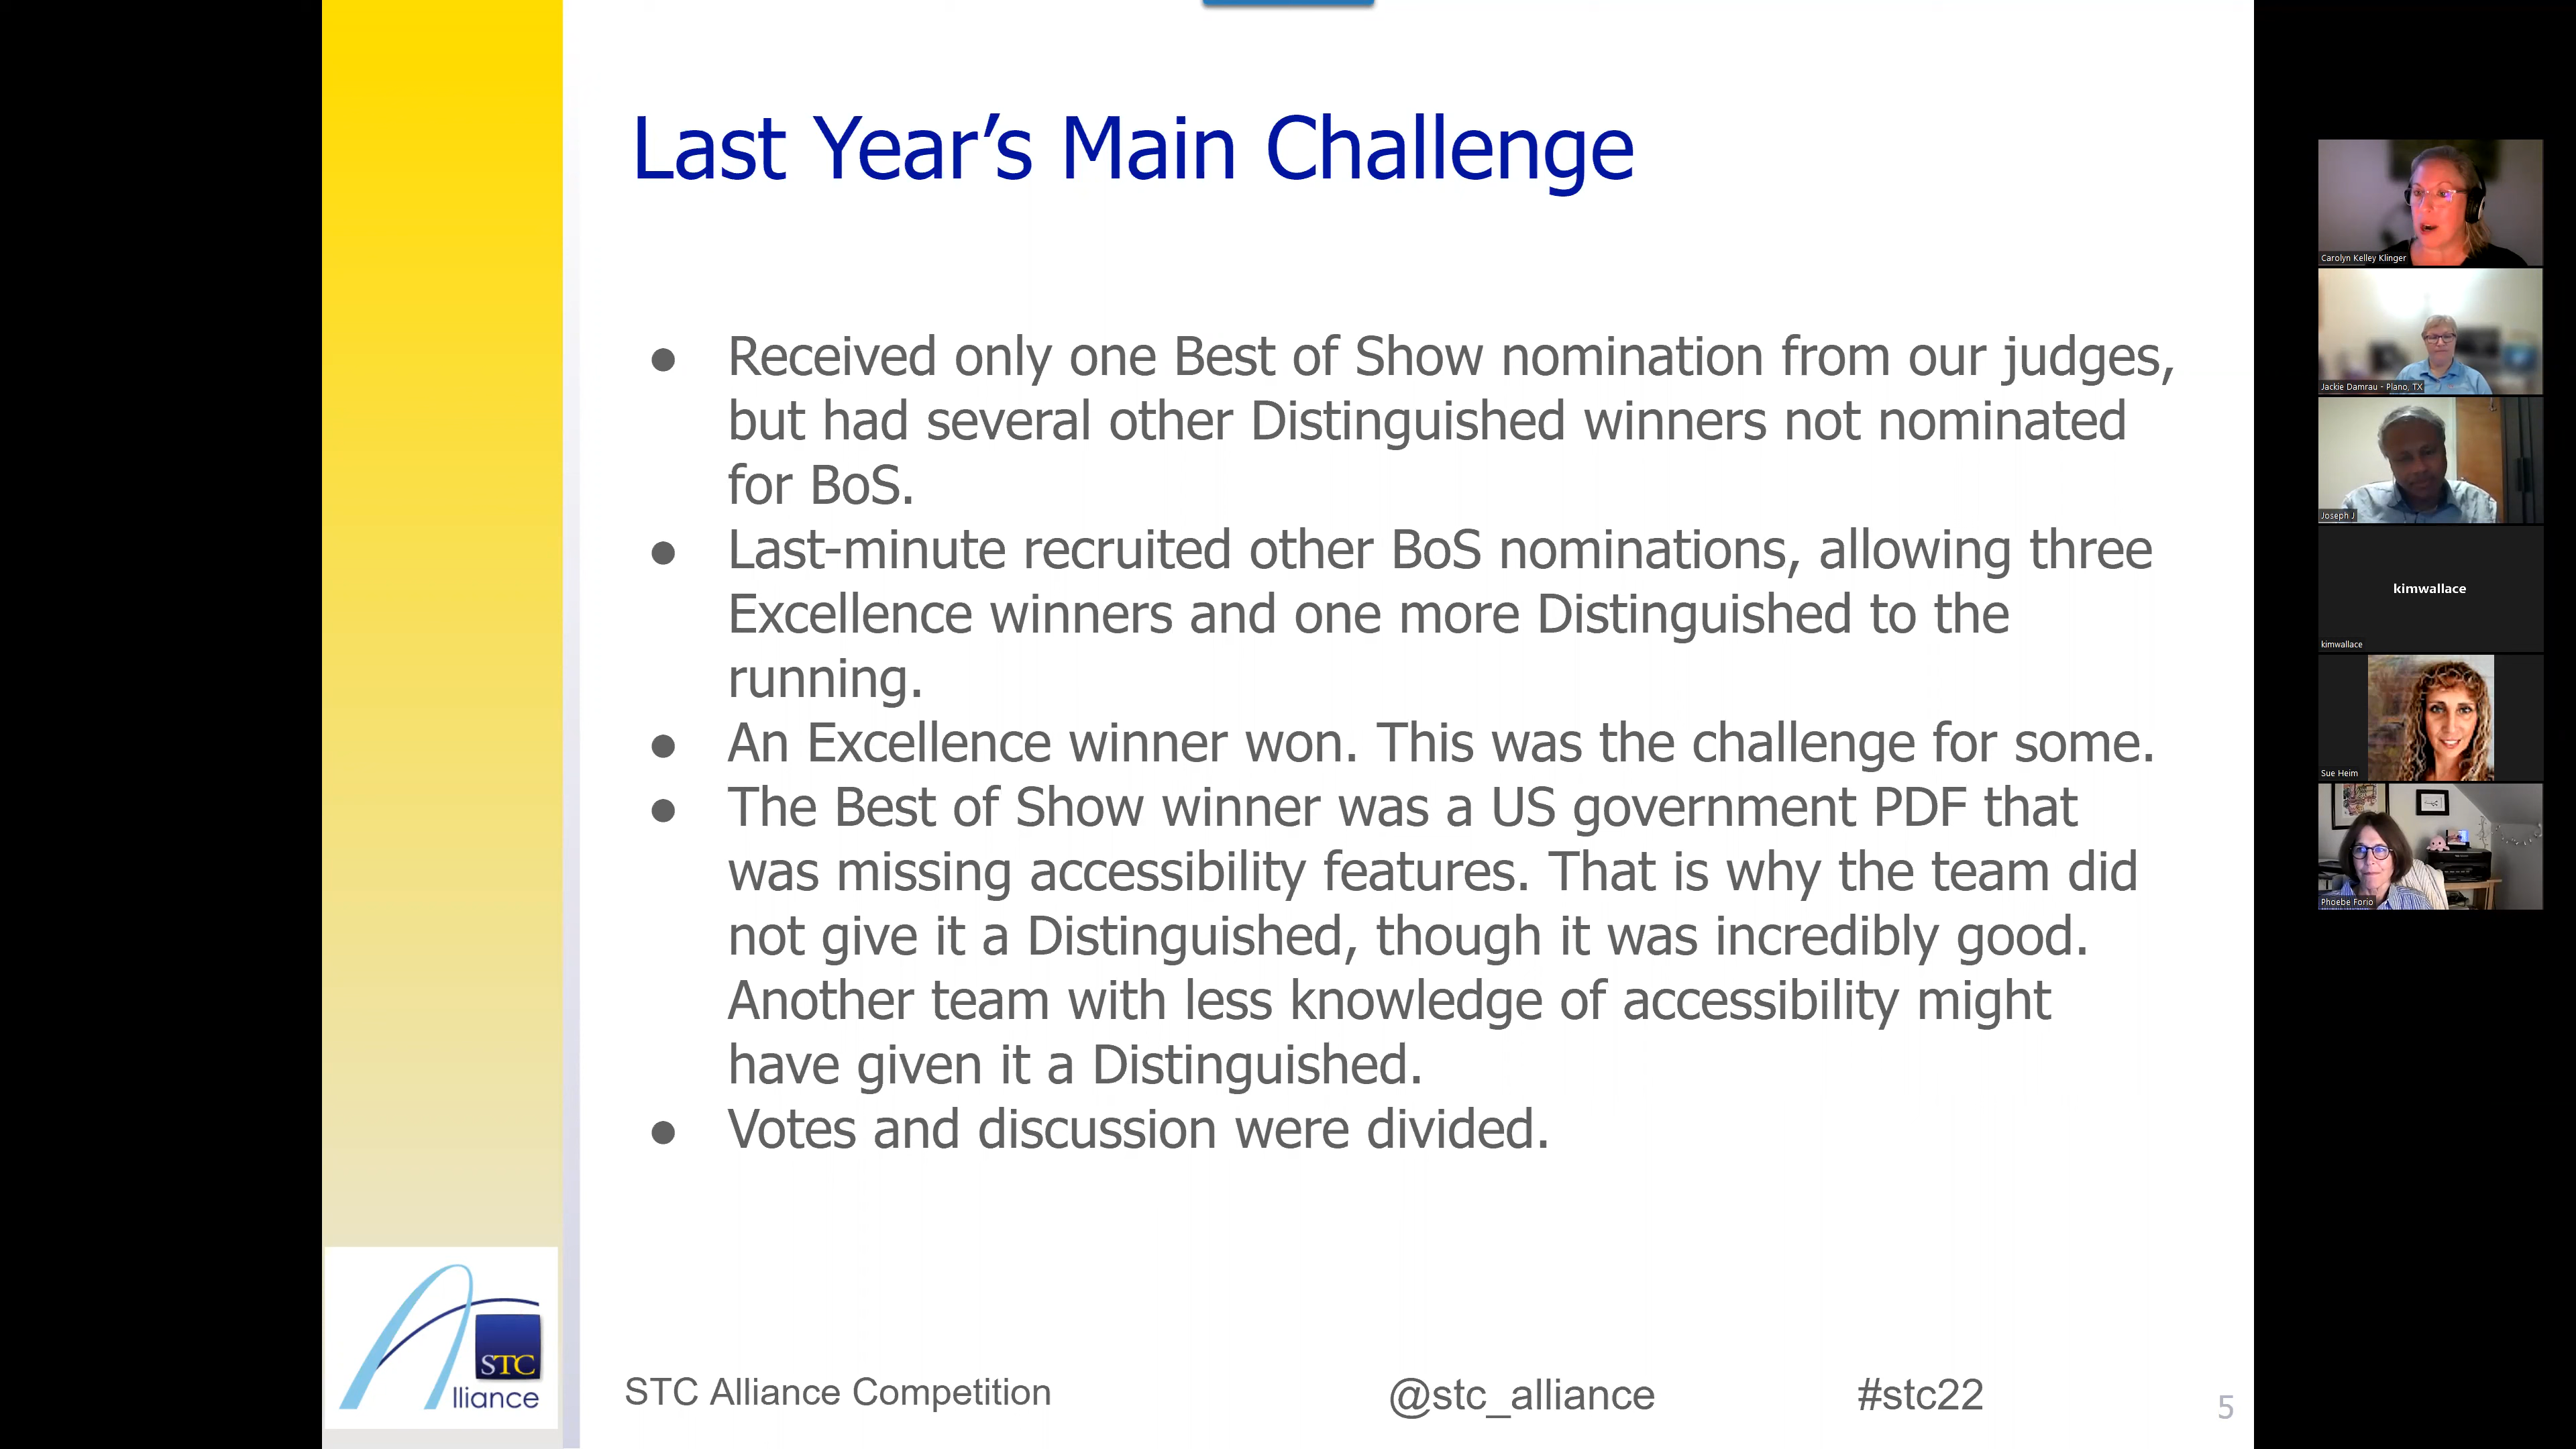 Last Year’s Main Challenge
● Received only one Best of Show nomination from our judges,
but had several other Distinguished winners not nominated
for BoS.
● Last-minute recruited other BoS nominations, allowing three
Excellence winners and one more Distinguished to the
running.
● An Excellence winner won. This was the challenge for some.
● The Best of Show winner was a US government PDF that
was missing accessibility features. That is why the team did
not give it a Distinguished, though it was incredibly good.
Another team with less knowledge of accessibility might
have given it a Distinguished.
● Votes and discussion were divided.
STC
lliance
STC Alliance Competition
@stc_alliance
#stc22
5
Carolyn Kelley Klinger
Jackie Damrau - Plano, TX
Joseph J
kimwallace
kimwallace
Sue Heim
Phoebe Forio